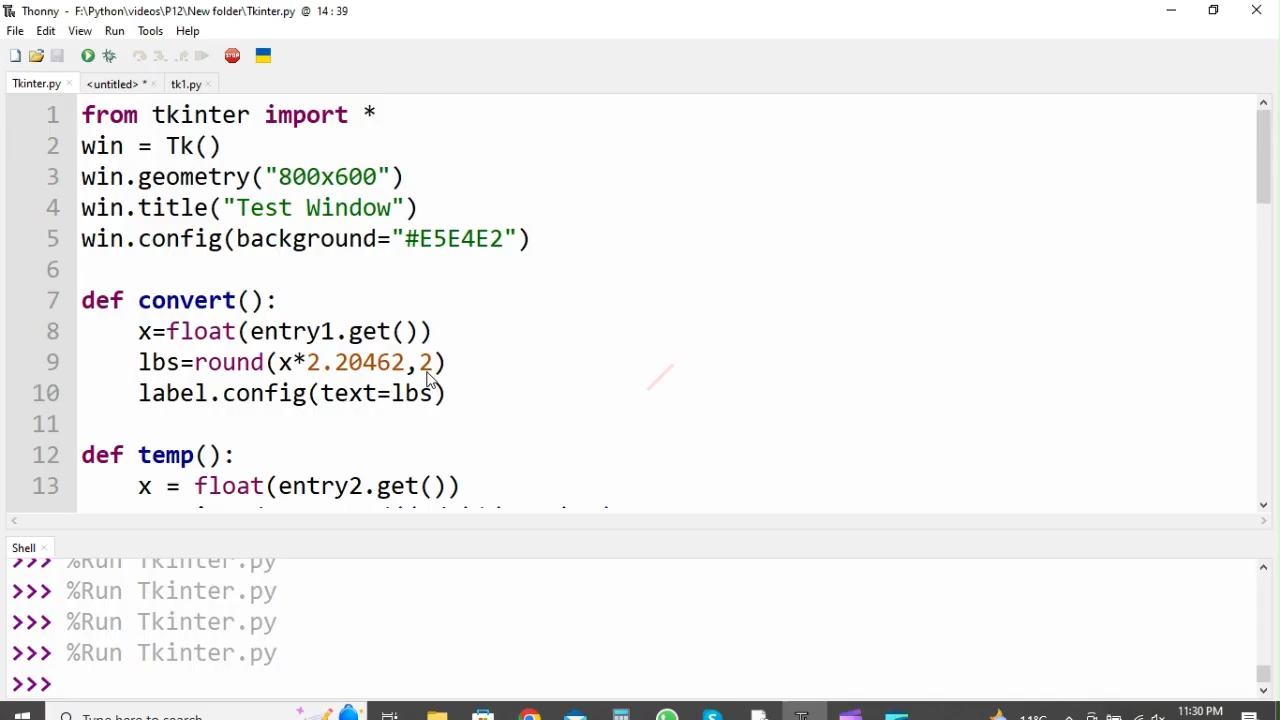 Thonny - F:\Python\videos\P12\New folder\Tkinter.py @ 14 : 39
File Edit View Run Tools Help
Tkinter.py <untitled> * tk1.py
1 from tkinter import *
2 win = Tk()
3 win.geometry("800x600")
4 win.title("Test Window")
5 win.config(background="#E5E4E2")
6
7 def convert():
8 x=float(entry1.get())
9 lbs=round(x*2.20462,2)
10 label.config(text=lbs)
11
12 def temp():
13 x = float(entry2.get())
Shell
>>> %Run Tkinter.py
>>> %Run Tkinter.py
>>> %Run Tkinter.py
>>> %Run Tkinter.py
>>>
Type here to search
11°C
11:30 PM